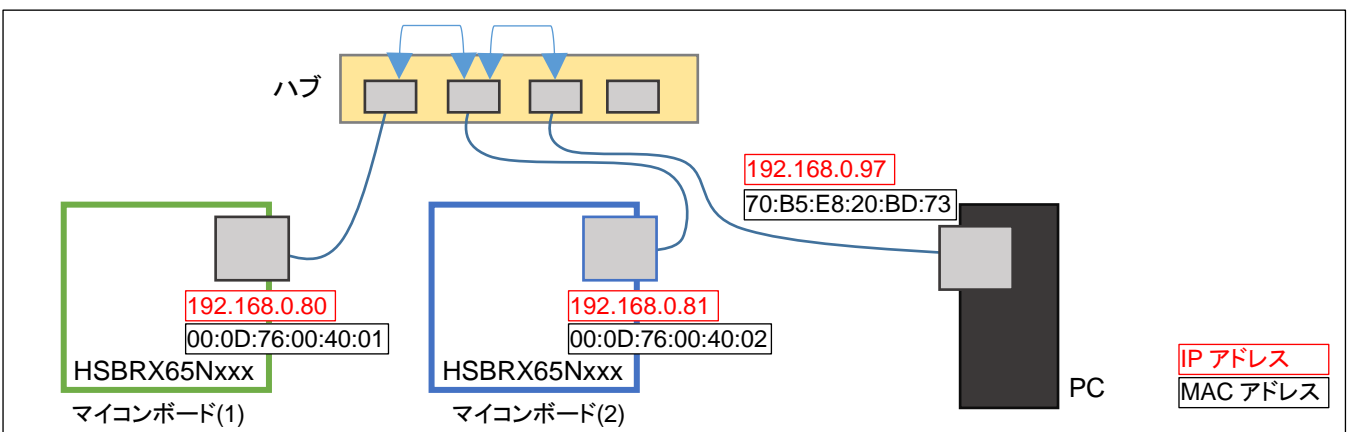 ハブ
192.168.0.97
70:B5:E8:20:BD:73
192.168.0.80
00:0D:76:00:40:01
HSBRX65Nxxx
マイコンボード(1)
192.168.0.81
00:0D:76:00:40:02
HSBRX65Nxxx
マイコンボード(2)
PC
IP アドレス
MAC アドレス